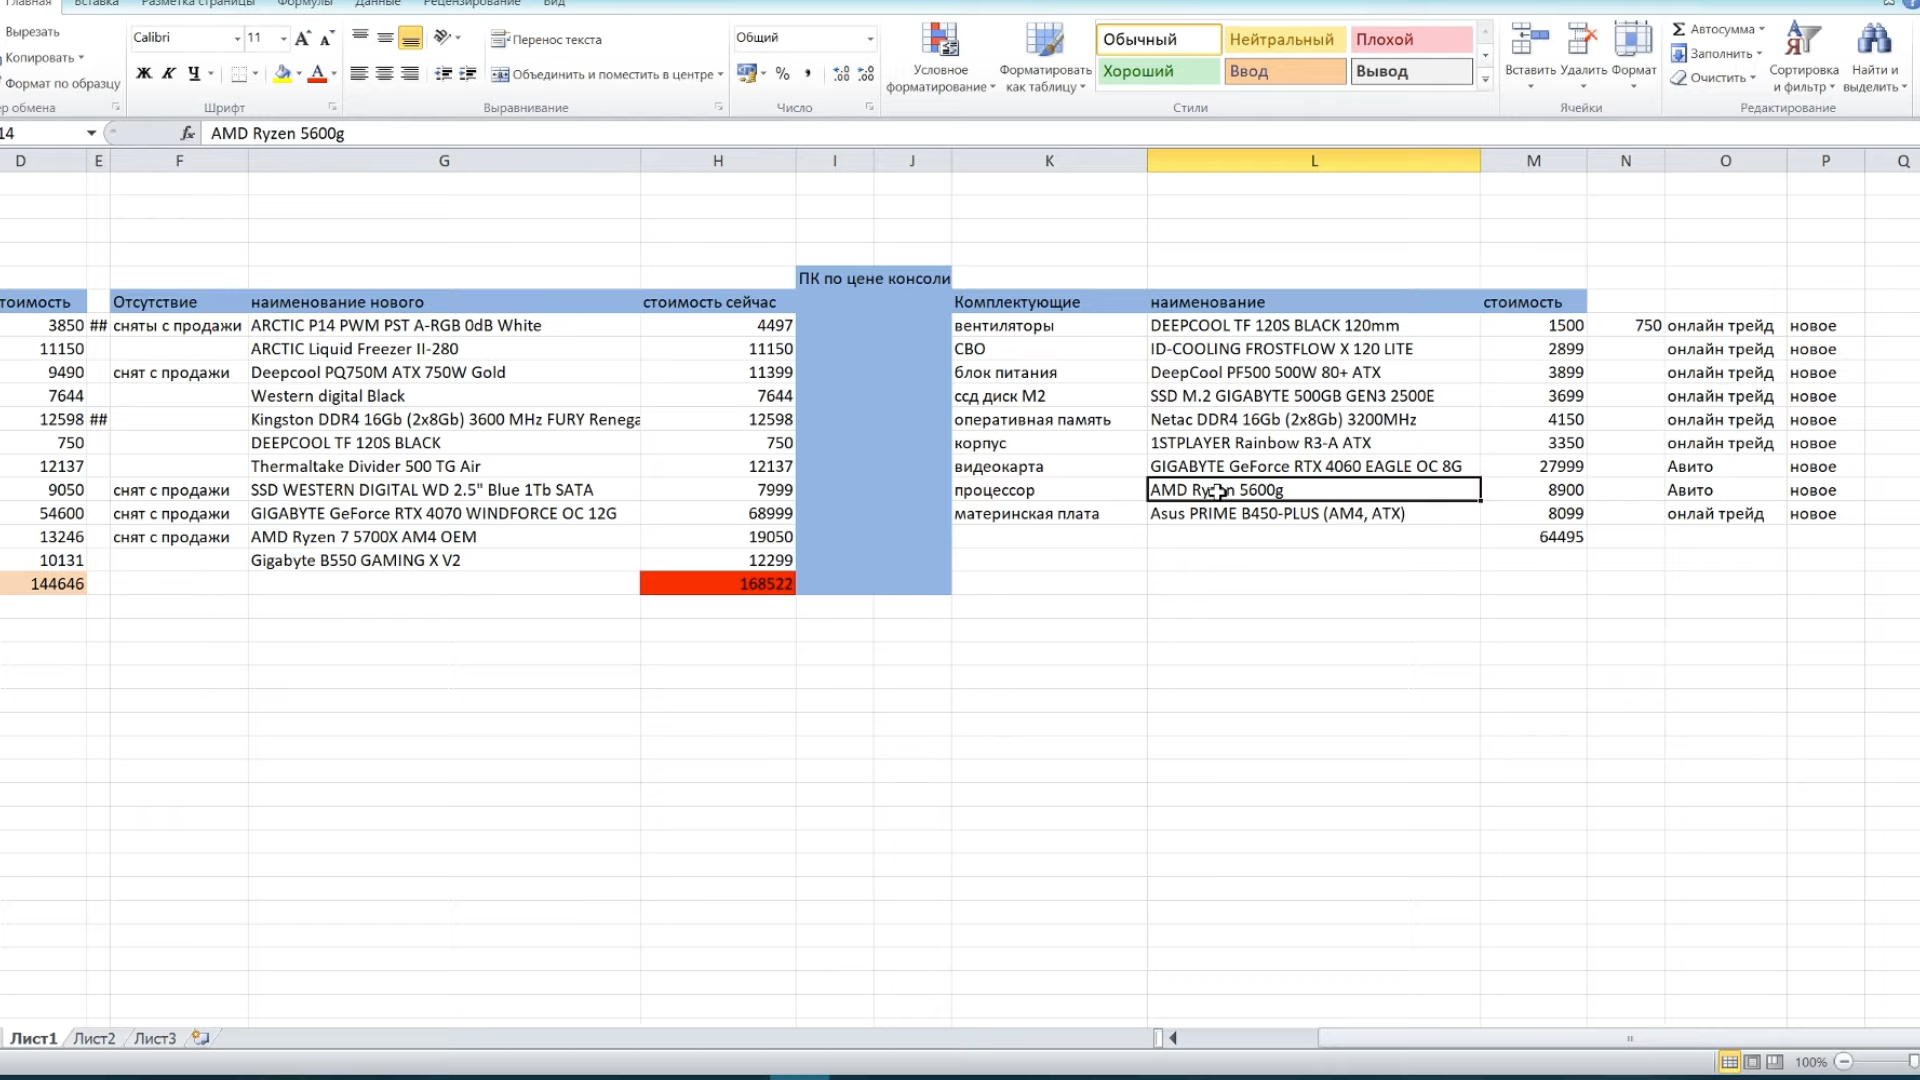 Главная Вставка Разметка страницы Формулы Данные Рецензирование Вид
Вырезать
Копировать
Формат по образцу
Calibri 11
Ж К Ч
Перенос текста
Объединить и поместить в центре
Общий
%
Условное форматирование
Форматировать как таблицу
Обычный Нейтральный Плохой
Хороший Ввод Вывод
Вставить Удалить Формат
Σ Автосумма
Заполнить
Очистить
Сортировка и фильтр
Найти и выделить
ер обмена Шрифт Выравнивание Число Стили Ячейки Редактирование
14 fx AMD Ryzen 5600g
D E F G H I J K L M N O P Q
ПК по цене консоли
тоимость Отсутствие наименование нового стоимость сейчас Комплектующие наименование стоимость
3850 ## сняты с продажи ARCTIC P14 PWM PST A-RGB 0dB White 4497 вентиляторы DEEPCOOL TF 120S BLACK 120mm 1500 750 онлайн трейд новое
11150 ARCTIC Liquid Freezer II-280 11150 СВО ID-COOLING FROSTFLOW X 120 LITE 2899 онлайн трейд новое
9490 снят с продажи Deepcool PQ750M ATX 750W Gold 11399 блок питания DeepCool PF500 500W 80+ ATX 3899 онлайн трейд новое
7644 Western digital Black 7644 ссд диск М2 SSD M.2 GIGABYTE 500GB GEN3 2500E 3699 онлайн трейд новое
12598 ## Kingston DDR4 16Gb (2x8Gb) 3600 MHz FURY Renega 12598 оперативная память Netac DDR4 16Gb (2x8Gb) 3200MHz 4150 онлайн трейд новое
750 DEEPCOOL TF 120S BLACK 750 корпус 1STPLAYER Rainbow R3-A ATX 3350 онлайн трейд новое
12137 Thermaltake Divider 500 TG Air 12137 видеокарта GIGABYTE GeForce RTX 4060 EAGLE OC 8G 27999 Авито новое
9050 снят с продажи SSD WESTERN DIGITAL WD 2.5" Blue 1Tb SATA 7999 процессор AMD Ryzen 5600g 8900 Авито новое
54600 снят с продажи GIGABYTE GeForce RTX 4070 WINDFORCE OC 12G 68999 материнская плата Asus PRIME B450-PLUS (AM4, ATX) 8099 онлай трейд новое
13246 снят с продажи AMD Ryzen 7 5700X AM4 OEM 19050 64495
10131 Gigabyte B550 GAMING X V2 12299
144646 168522
Лист1 Лист2 Лист3
100%